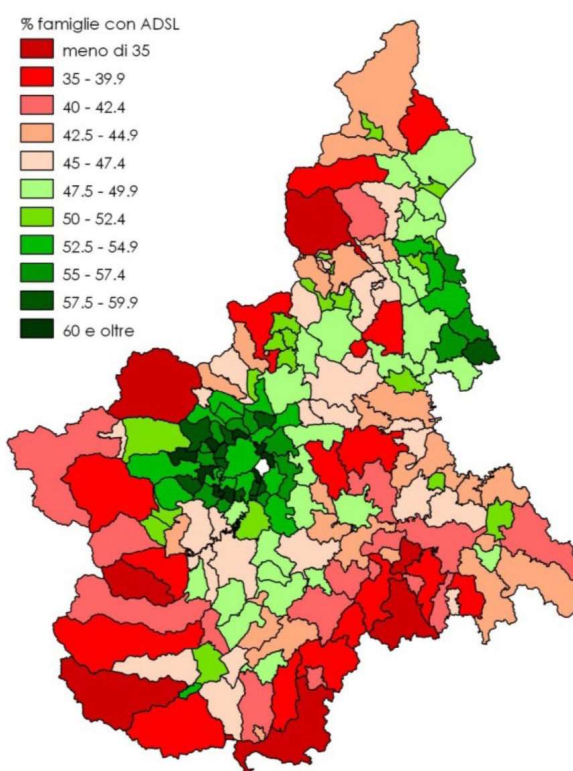 % famiglie con ADSL
meno di 35
35 - 39.9
40 - 42.4
42.5 - 44.9
45 - 47.4
47.5 - 49.9
50 - 52.4
52.5 - 54.9
55 - 57.4
57.5 - 59.9
60 e oltre